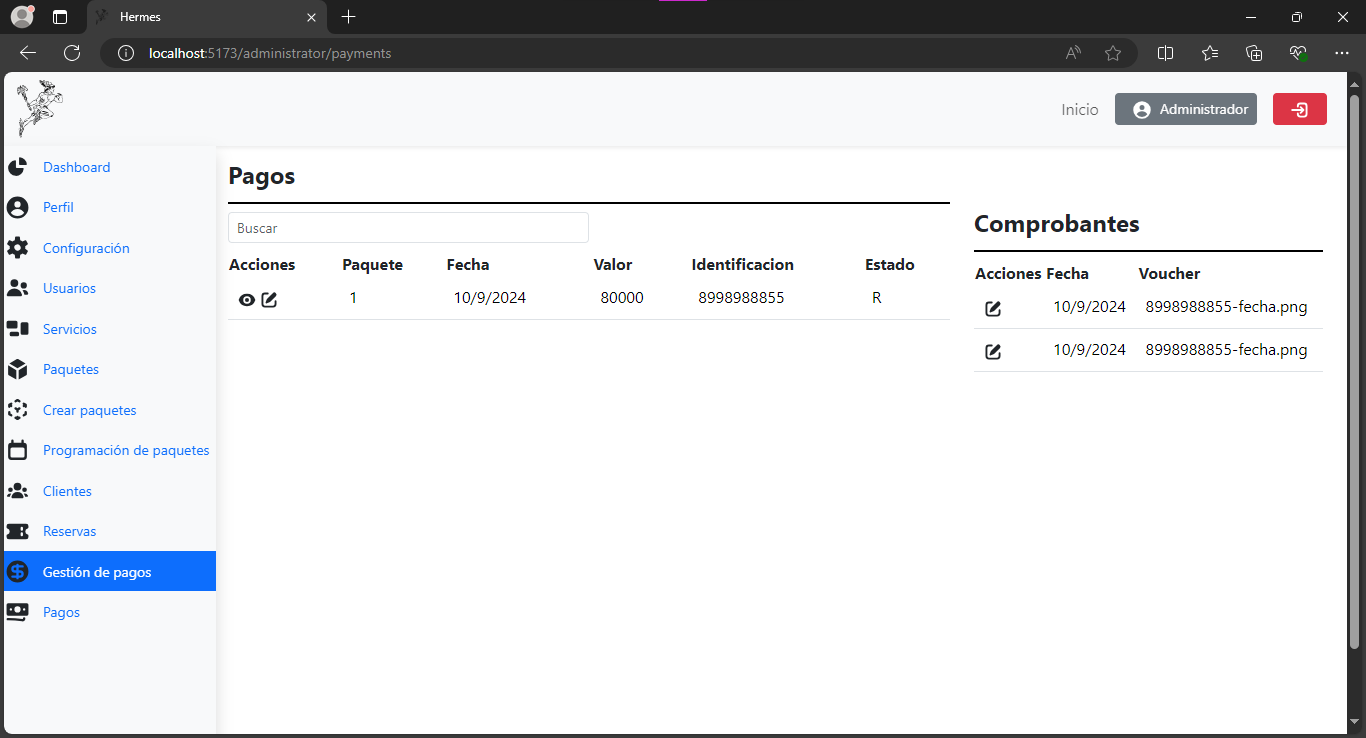 Hermes
localhost:5173/administrator/payments
Inicio Administrador
Dashboard
Perfil
Configuración
Usuarios
Servicios
Paquetes
Crear paquetes
Programación de paquetes
Clientes
Reservas
Gestión de pagos
Pagos
Pagos
Buscar
Acciones Paquete Fecha Valor Identificacion Estado
1 10/9/2024 80000 8998988855 R
Comprobantes
Acciones Fecha Voucher
10/9/2024 8998988855-fecha.png
10/9/2024 8998988855-fecha.png